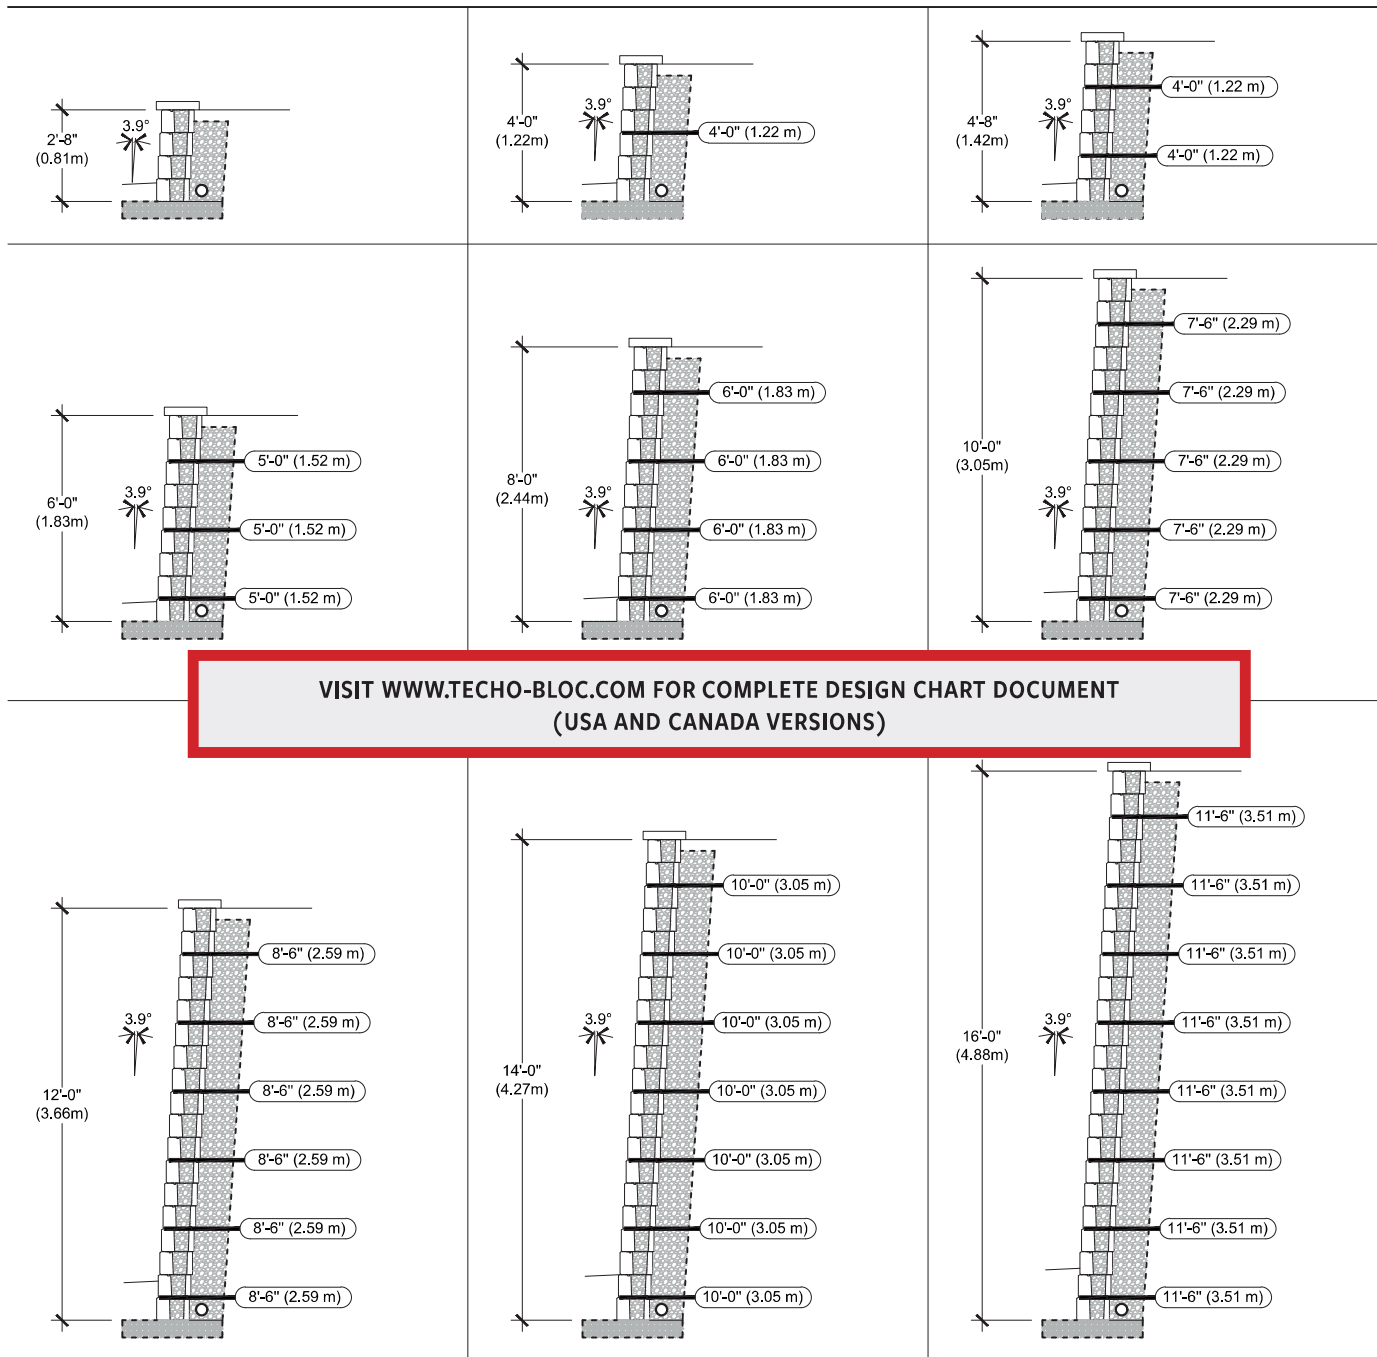 2'-8"
(0.81m)
3.9°
4'-0"
(1.22m)
3.9°
4'-0" (1.22 m)
4'-8"
(1.42m)
3.9°
4'-0" (1.22 m)
4'-0" (1.22 m)
6'-0"
(1.83m)
3.9°
5'-0" (1.52 m)
5'-0" (1.52 m)
5'-0" (1.52 m)
8'-0"
(2.44m)
3.9°
6'-0" (1.83 m)
6'-0" (1.83 m)
6'-0" (1.83 m)
6'-0" (1.83 m)
10'-0"
(3.05m)
3.9°
7'-6" (2.29 m)
7'-6" (2.29 m)
7'-6" (2.29 m)
7'-6" (2.29 m)
7'-6" (2.29 m)
VISIT WWW.TECHO-BLOC.COM FOR COMPLETE DESIGN CHART DOCUMENT
(USA AND CANADA VERSIONS)
12'-0"
(3.66m)
3.9°
8'-6" (2.59 m)
8'-6" (2.59 m)
8'-6" (2.59 m)
8'-6" (2.59 m)
8'-6" (2.59 m)
8'-6" (2.59 m)
14'-0"
(4.27m)
3.9°
10'-0" (3.05 m)
10'-0" (3.05 m)
10'-0" (3.05 m)
10'-0" (3.05 m)
10'-0" (3.05 m)
10'-0" (3.05 m)
10'-0" (3.05 m)
16'-0"
(4.88m)
3.9°
11'-6" (3.51 m)
11'-6" (3.51 m)
11'-6" (3.51 m)
11'-6" (3.51 m)
11'-6" (3.51 m)
11'-6" (3.51 m)
11'-6" (3.51 m)
11'-6" (3.51 m)